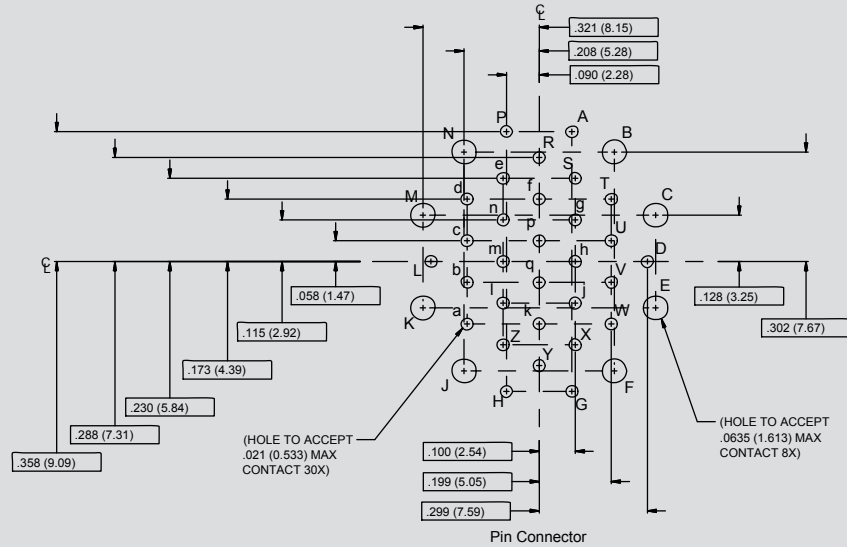 CL
.321 (8.15)
.208 (5.28)
.090 (2.28)
P
A
N
R
B
e
S
d
f
T
M
C
n
g
c
p
U
CL
m
h
D
L
q
b
V
E
l
j
.058 (1.47)
.128 (3.25)
K
a
k
W
.115 (2.92)
.302 (7.67)
Z
X
.173 (4.39)
Y
J
F
.230 (5.84)
H
G
.288 (7.31)
.358 (9.09)
(HOLE TO ACCEPT
.021 (0.533) MAX
CONTACT 30X)
(HOLE TO ACCEPT
.0635 (1.613) MAX
CONTACT 8X)
.100 (2.54)
.199 (5.05)
.299 (7.59)
Pin Connector